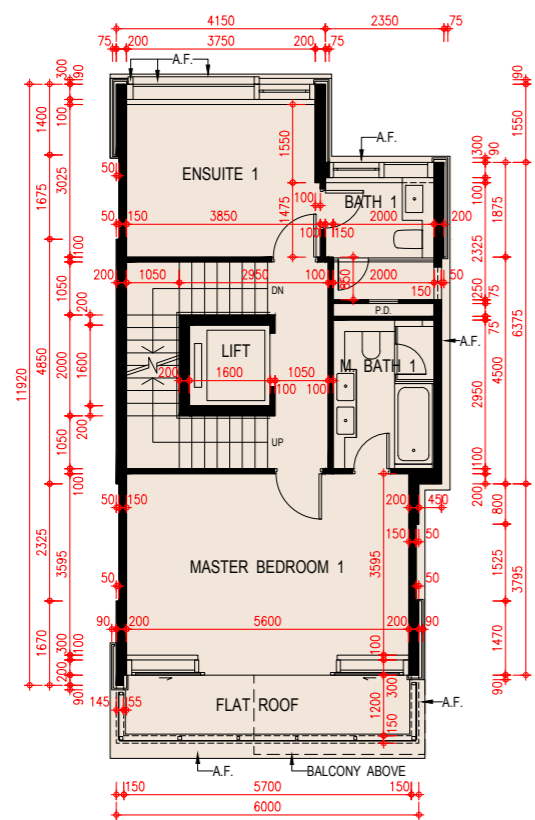 4150 2350
75 200 3750 200 75 75
A.F.
300 90 90
1400 100 1550
A.F.
1550 300 90
1675 3025 50 ENSUITE 1 100
100 BATH 1 1875
1475
50 150 3850 100 150 2000 200
100 2325
200 1050 2950 100 850 2000 50
1050 200 DN 150 1250 75
P.D. 75 6375
LIFT A.F.
11920 4850 2000 1600 M. BATH 1 4500
200 1600 1050 2950
100 100
1050 200 UP
100 100
200
50 150 200 450 800
2325 150 50 1525
3595 MASTER BEDROOM 1 3595 3795
50 50
90 200 5600 200 90
1670 300 100 100 1470
200 300
90 FLAT ROOF 1200 90
145 55 150 A.F.
A.F. BALCONY ABOVE
150 5700 150
6000